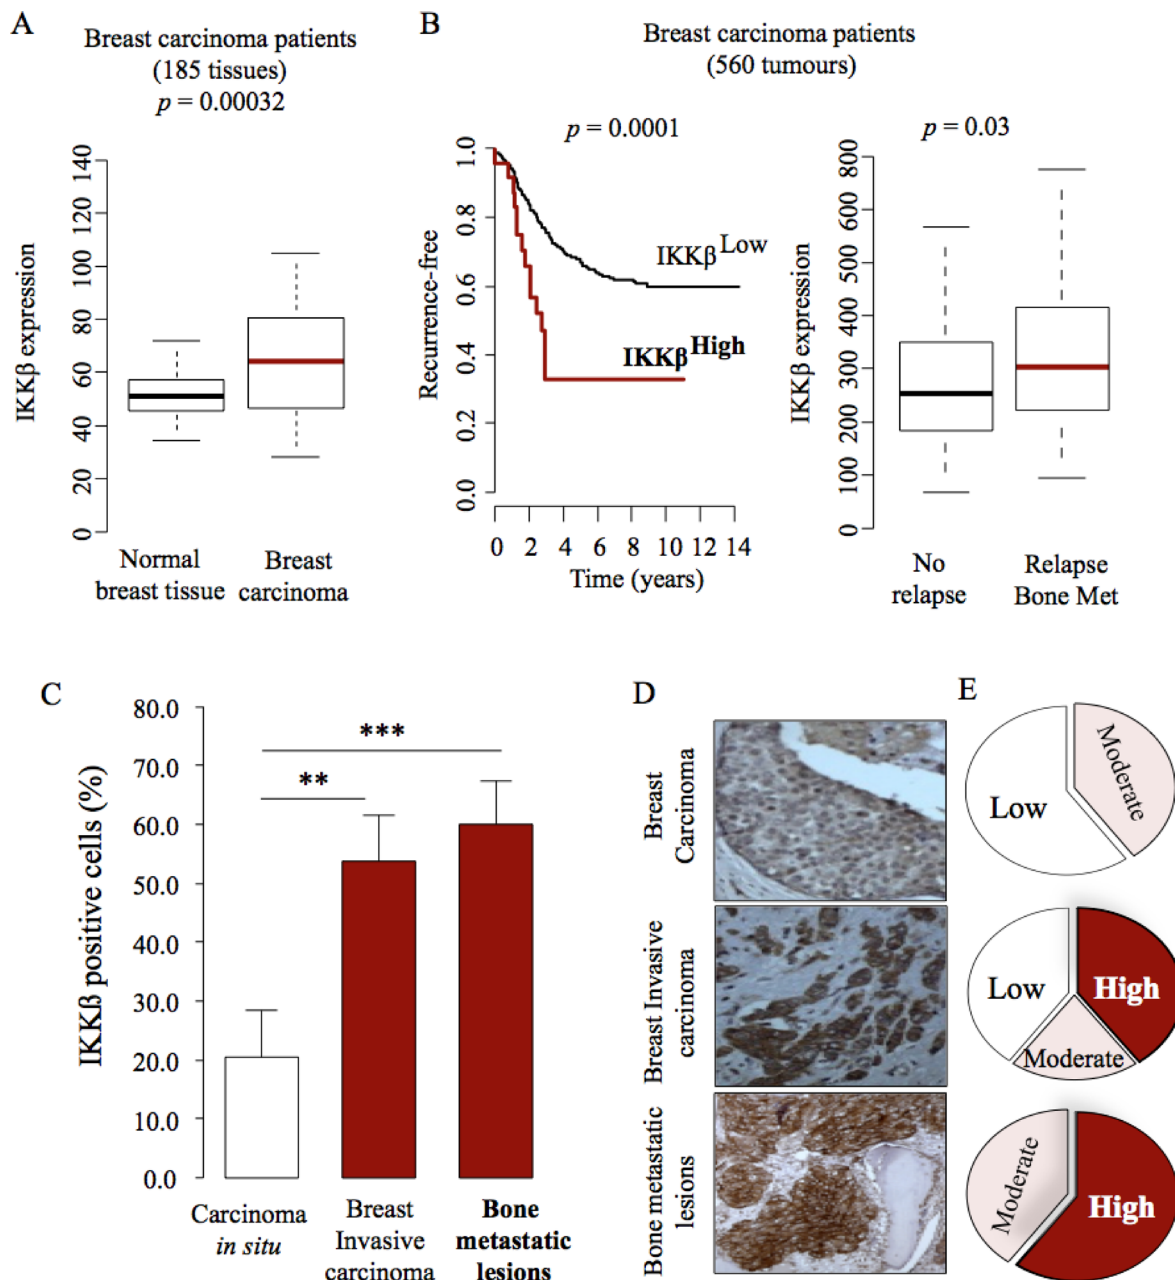 A
Breast carcinoma patients
(185 tissues)
p = 0.00032
IKKβ expression
140
120
100
80
60
40
20
0
Normal
breast tissue
Breast
carcinoma
B
Breast carcinoma patients
(560 tumours)
p = 0.0001
Recurrence-free
1.0
0.8
0.6
0.4
0.2
0.0
IKKβLow
IKKβHigh
0 2 4 6 8 10 12 14
Time (years)
p = 0.03
IKKβ expression
800
600
500
400
300
200
100
0
No
relapse
Relapse
Bone Met
C
IKKß positive cells (%)
80.0
70.0
60.0
50.0
40.0
30.0
20.0
10.0
0.0
***
**
Carcinoma
in situ
Breast
Invasive
carcinoma
Bone
metastatic
lesions
D
Breast
Carcinoma
Breast Invasive
carcinoma
Bone metastatic
lesions
E
Low
Moderate
Low
High
Moderate
Moderate
High